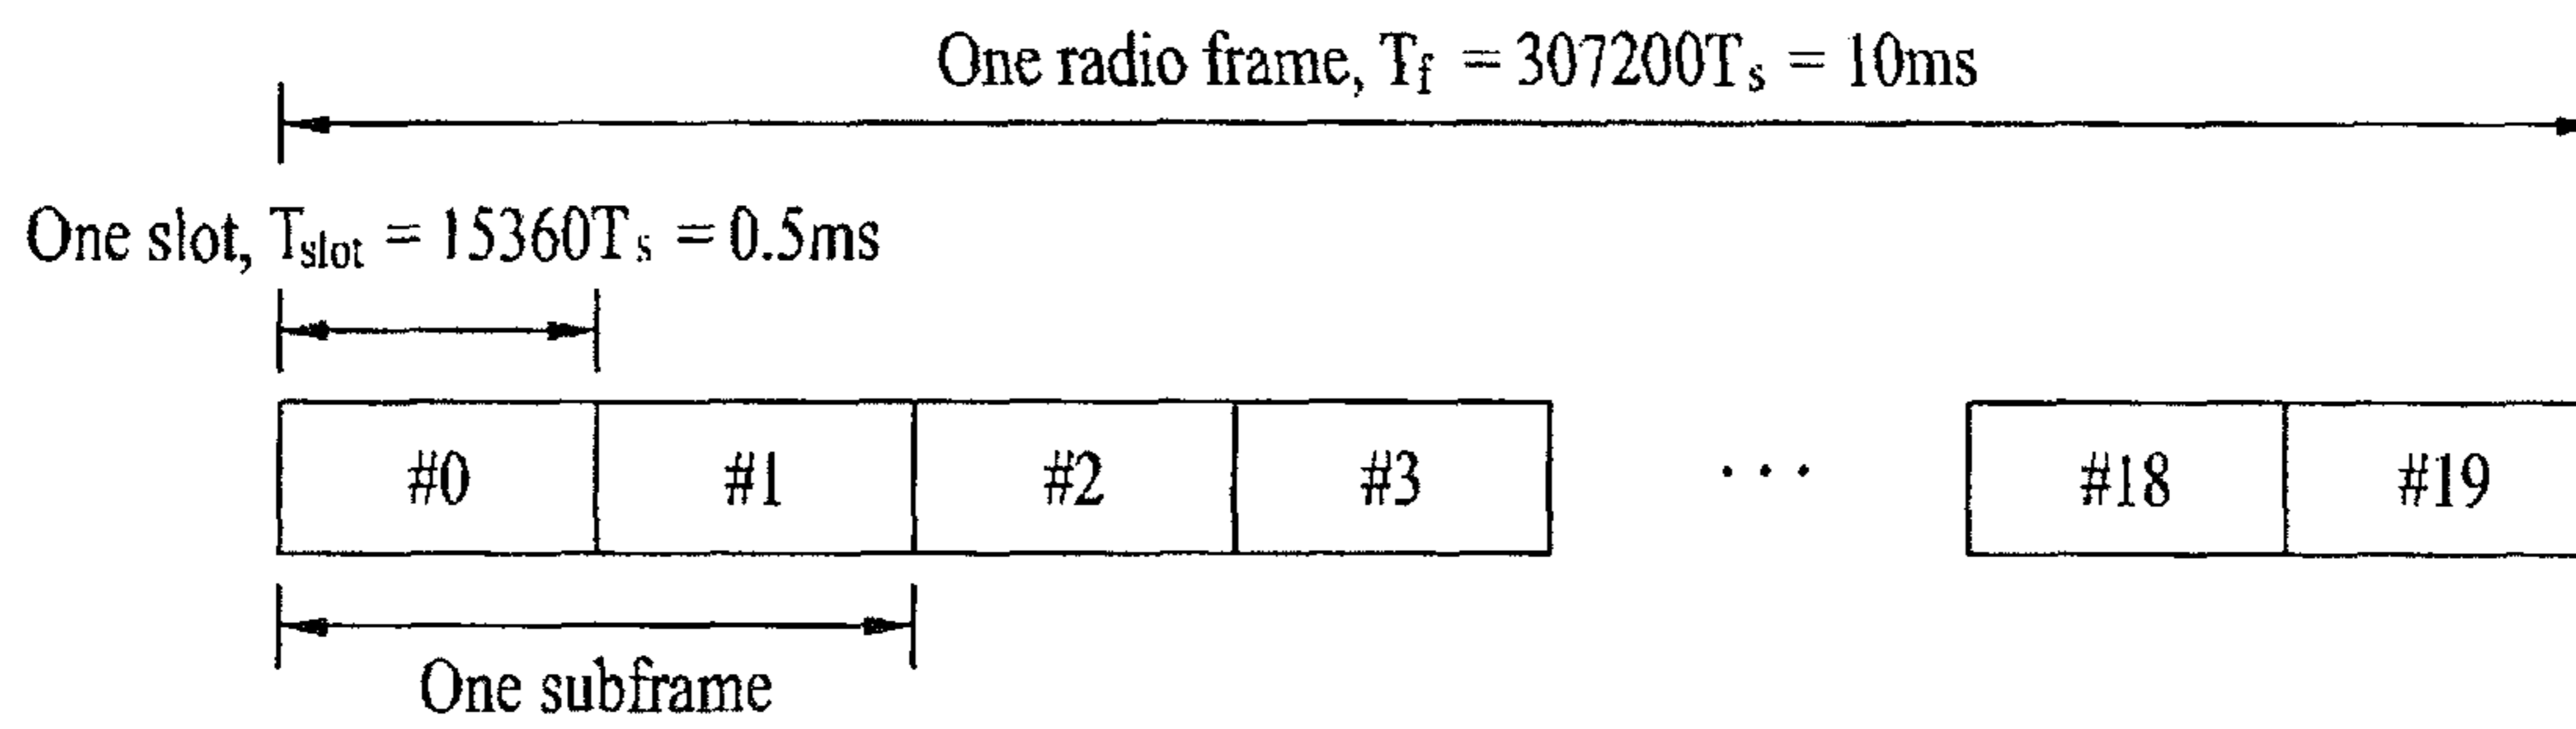 One radio frame, Tf = 307200Ts = 10ms
One slot, Tslot = 15360Ts = 0.5ms
#0 #1 #2 #3 ... #18 #19
One subframe